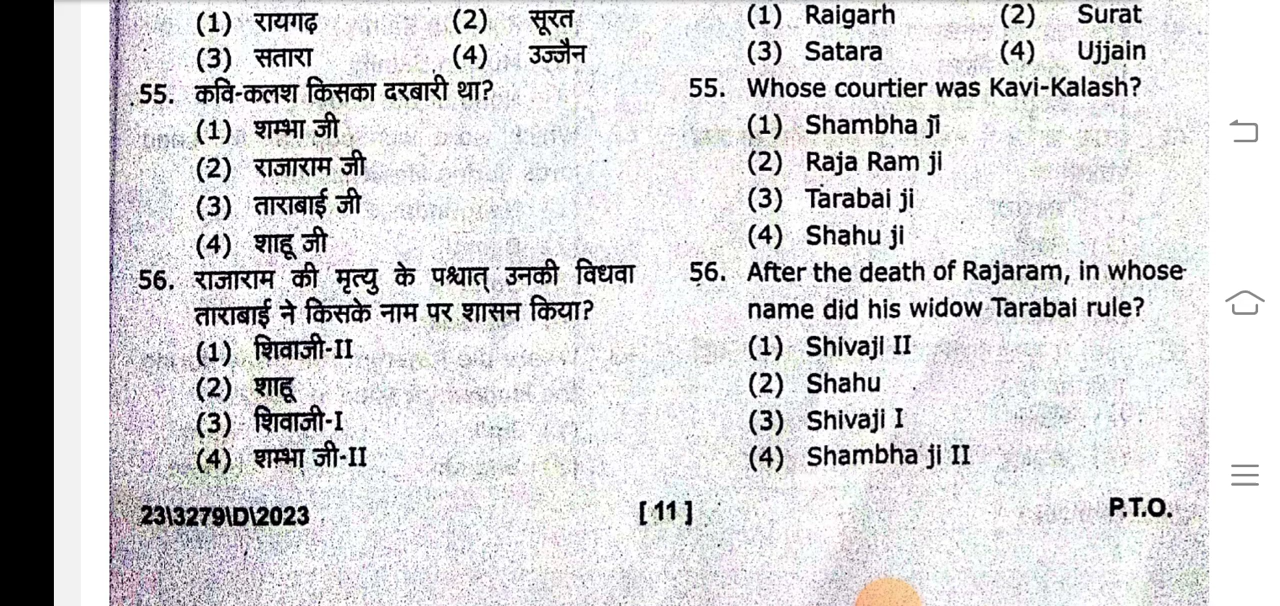 (1) रायगढ़ (2) सूरत
(3) सतारा (4) उज्जैन
55. कवि-कलश किसका दरबारी था?
(1) शम्भा जी
(2) राजाराम जी
(3) ताराबाई जी
(4) शाहू जी
56. राजाराम की मृत्यु के पश्चात् उनकी विधवा
ताराबाई ने किसके नाम पर शासन किया?
(1) शिवाजी-II
(2) शाहू
(3) शिवाजी-I
(4) शम्भा जी-II
(1) Raigarh (2) Surat
(3) Satara (4) Ujjain
55. Whose courtier was Kavi-Kalash?
(1) Shambha ji
(2) Raja Ram ji
(3) Tarabai ji
(4) Shahu ji
56. After the death of Rajaram, in whose
name did his widow Tarabai rule?
(1) Shivaji II
(2) Shahu
(3) Shivaji I
(4) Shambha ji II
23\3279\D\2023 [ 11 ] P.T.O.